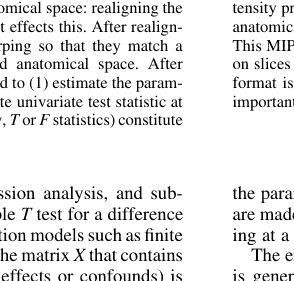 omical space: realigning the
t effects this. After realign-
rping so that they match a
d anatomical space. After
d to (1) estimate the param-
te univariate test statistic at
, T or F statistics) constitute
ssion analysis, and sub-
ple T test for a difference
tion models such as finite
he matrix X that contains
effects or confounds) is
tensity pr
anatomic
This MIP
on slices
format is
important
the para
are made
ing at a
The e
is gener